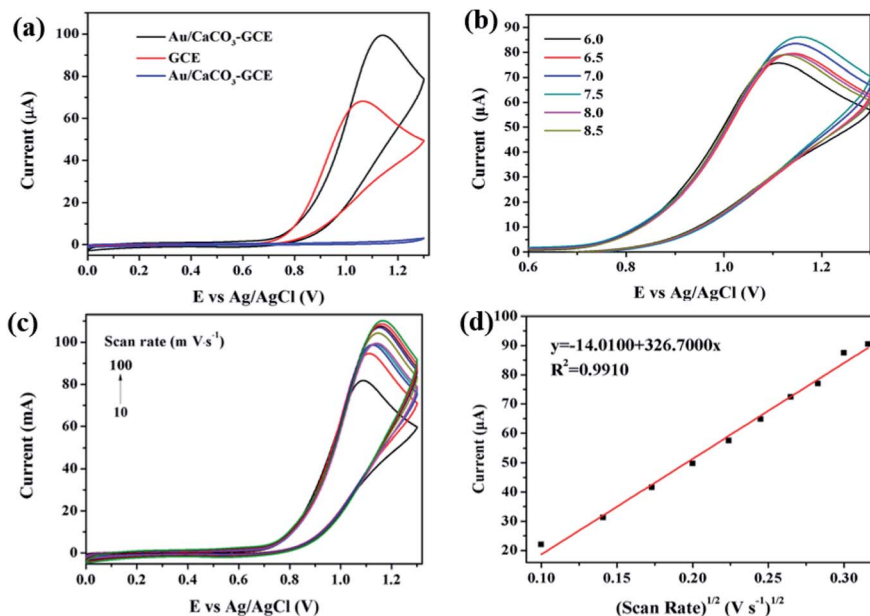 (a)
Au/CaCO3-GCE
GCE
Au/CaCO3-GCE
100
80
60
40
20
0
Current (µA)
0.0 0.2 0.4 0.6 0.8 1.0 1.2
E vs Ag/AgCl (V)
(b)
6.0
6.5
7.0
7.5
8.0
8.5
90
80
70
60
50
40
30
20
10
0
Current (µA)
0.6 0.8 1.0 1.2
E vs Ag/AgCl (V)
(c)
Scan rate (m V·s-1)
100
10
100
80
60
40
20
0
Current (mA)
0.0 0.2 0.4 0.6 0.8 1.0 1.2
E vs Ag/AgCl (V)
(d)
y=-14.0100+326.7000x
R2=0.9910
100
90
80
70
60
50
40
30
20
Current (µA)
0.10 0.15 0.20 0.25 0.30
(Scan Rate)1/2 (V s-1)1/2